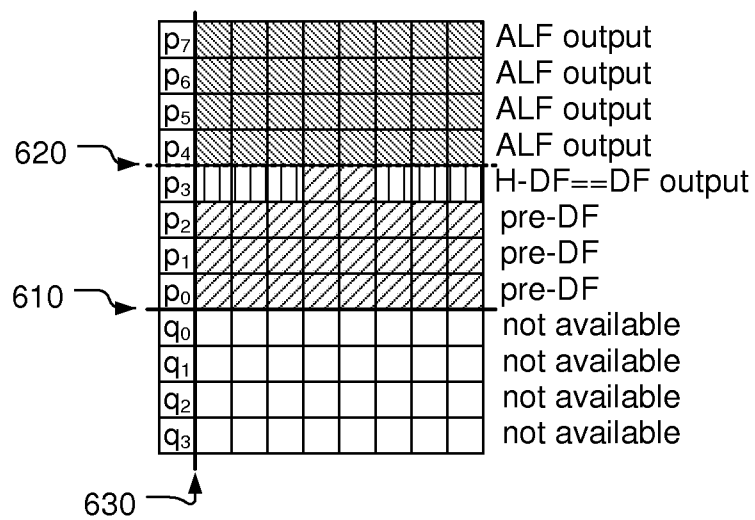 p₇ ALF output
p₆ ALF output
p₅ ALF output
p₄ ALF output
620
p₃ H-DF==DF output
p₂ pre-DF
p₁ pre-DF
p₀ pre-DF
610
q₀ not available
q₁ not available
q₂ not available
q₃ not available
630